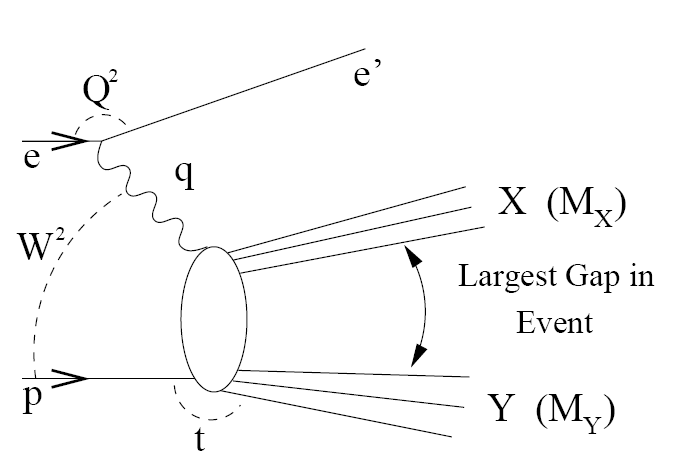 Q²
e'
e
q
X (M_X)
W²
Largest Gap in
Event
p
Y (M_Y)
t